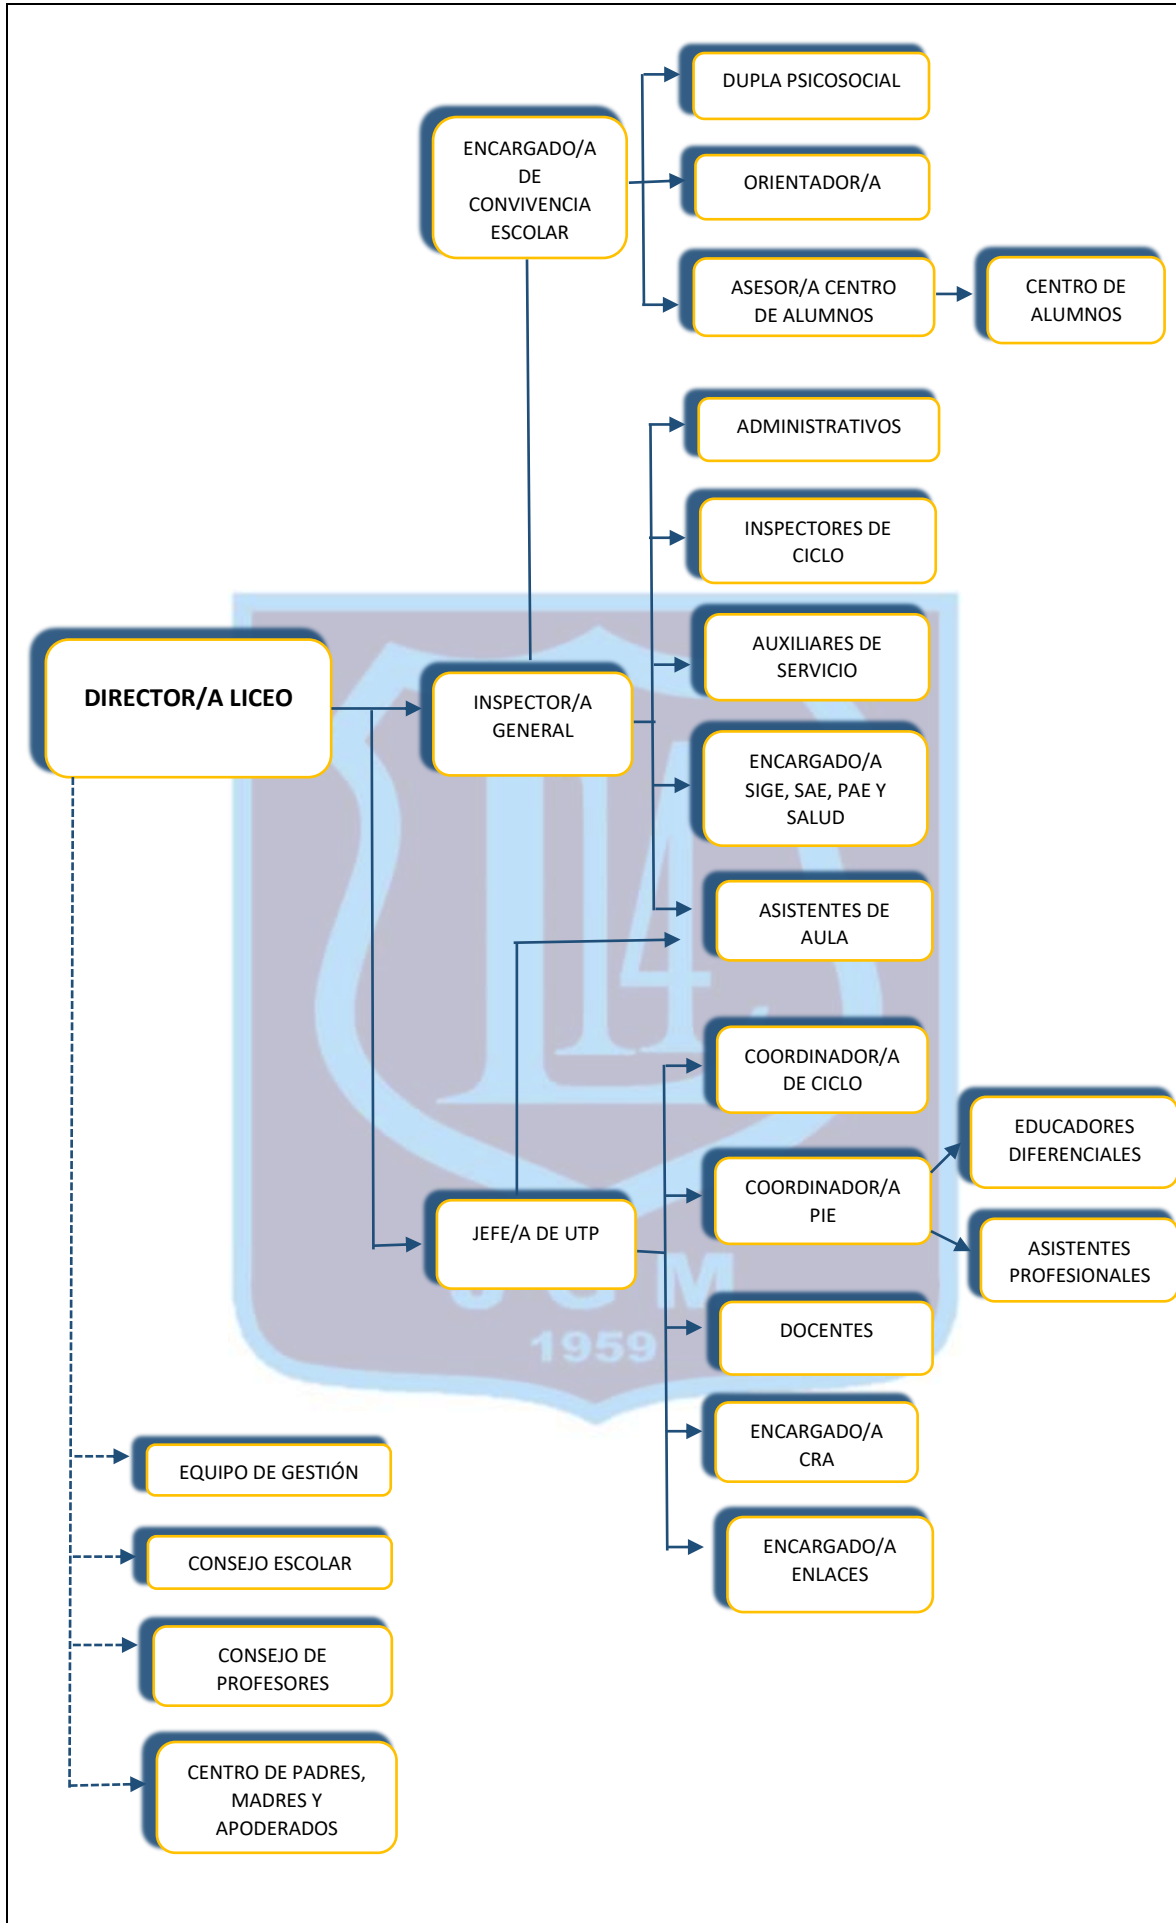 DUPLA PSICOSOCIAL
ENCARGADO/A
DE
CONVIVENCIA
ESCOLAR
ORIENTADOR/A
ASESOR/A CENTRO
DE ALUMNOS
CENTRO DE
ALUMNOS
ADMINISTRATIVOS
INSPECTORES DE
CICLO
AUXILIARES DE
SERVICIO
DIRECTOR/A LICEO
INSPECTOR/A
GENERAL
ENCARGADO/A
SIGE, SAE, PAE Y
SALUD
ASISTENTES DE
AULA
L
14
COORDINADOR/A
DE CICLO
EDUCADORES
DIFERENCIALES
COORDINADOR/A
PIE
JEFE/A DE UTP
ASISTENTES
PROFESIONALES
M
DOCENTES
1959
ENCARGADO/A
CRA
EQUIPO DE GESTIÓN
ENCARGADO/A
ENLACES
CONSEJO ESCOLAR
CONSEJO DE
PROFESORES
CENTRO DE PADRES,
MADRES Y
APODERADOS